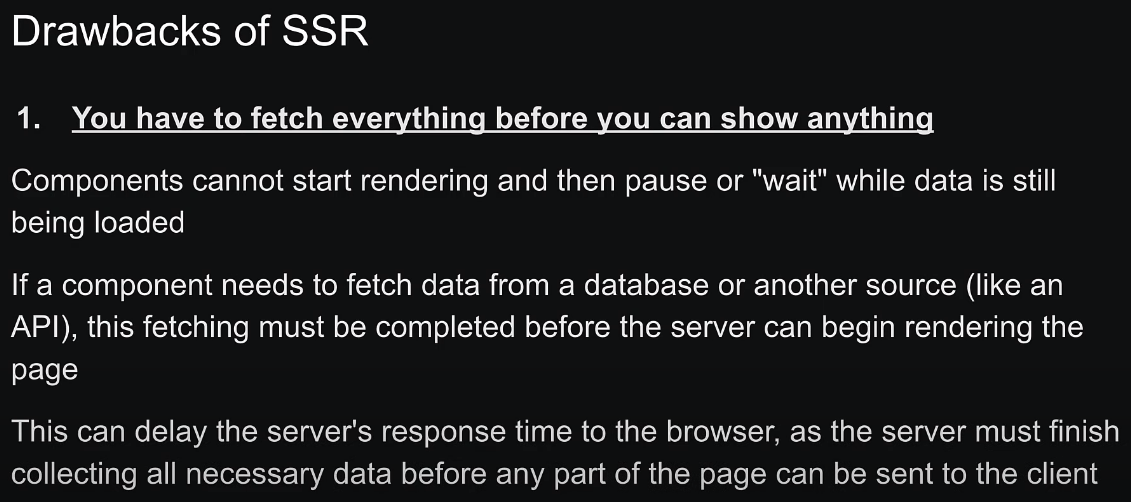 Drawbacks of SSR
1. You have to fetch everything before you can show anything
Components cannot start rendering and then pause or "wait" while data is still
being loaded
If a component needs to fetch data from a database or another source (like an
API), this fetching must be completed before the server can begin rendering the
page
This can delay the server's response time to the browser, as the server must finish
collecting all necessary data before any part of the page can be sent to the client